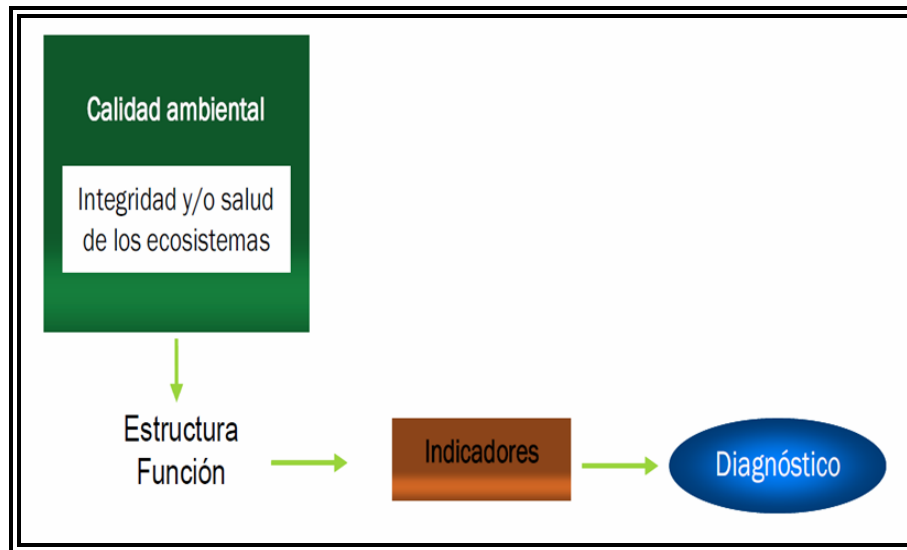 Calidad ambiental
Integridad y/o salud
de los ecosistemas
Estructura
Función
Indicadores
Diagnóstico